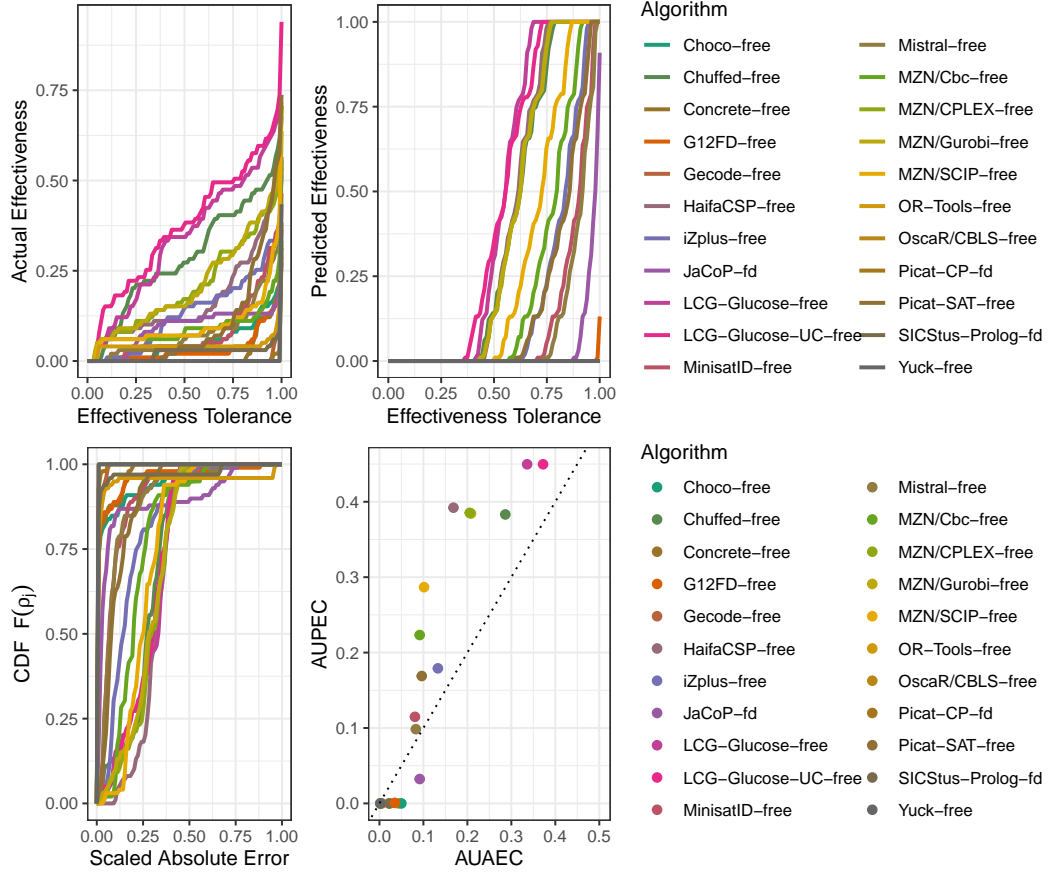 Actual Effectiveness
0.75
0.50
0.25
0.00
0.00 0.25 0.50 0.75 1.00
Effectiveness Tolerance
Predicted Effectiveness
1.00
0.75
0.50
0.25
0.00
0.00 0.25 0.50 0.75 1.00
Effectiveness Tolerance
Algorithm
Choco−free
Chuffed−free
Concrete−free
G12FD−free
Gecode−free
HaifaCSP−free
iZplus−free
JaCoP−fd
LCG−Glucose−free
LCG−Glucose−UC−free
MinisatID−free
Mistral−free
MZN/Cbc−free
MZN/CPLEX−free
MZN/Gurobi−free
MZN/SCIP−free
OR−Tools−free
OscaR/CBLS−free
Picat−CP−fd
Picat−SAT−free
SICStus−Prolog−fd
Yuck−free
CDF F(ρj)
1.00
0.75
0.50
0.25
0.00
0.00 0.25 0.50 0.75 1.00
Scaled Absolute Error
AUPEC
0.4
0.3
0.2
0.1
0.0
0.0 0.1 0.2 0.3 0.4 0.5
AUAEC
Algorithm
Choco−free
Chuffed−free
Concrete−free
G12FD−free
Gecode−free
HaifaCSP−free
iZplus−free
JaCoP−fd
LCG−Glucose−free
LCG−Glucose−UC−free
MinisatID−free
Mistral−free
MZN/Cbc−free
MZN/CPLEX−free
MZN/Gurobi−free
MZN/SCIP−free
OR−Tools−free
OscaR/CBLS−free
Picat−CP−fd
Picat−SAT−free
SICStus−Prolog−fd
Yuck−free